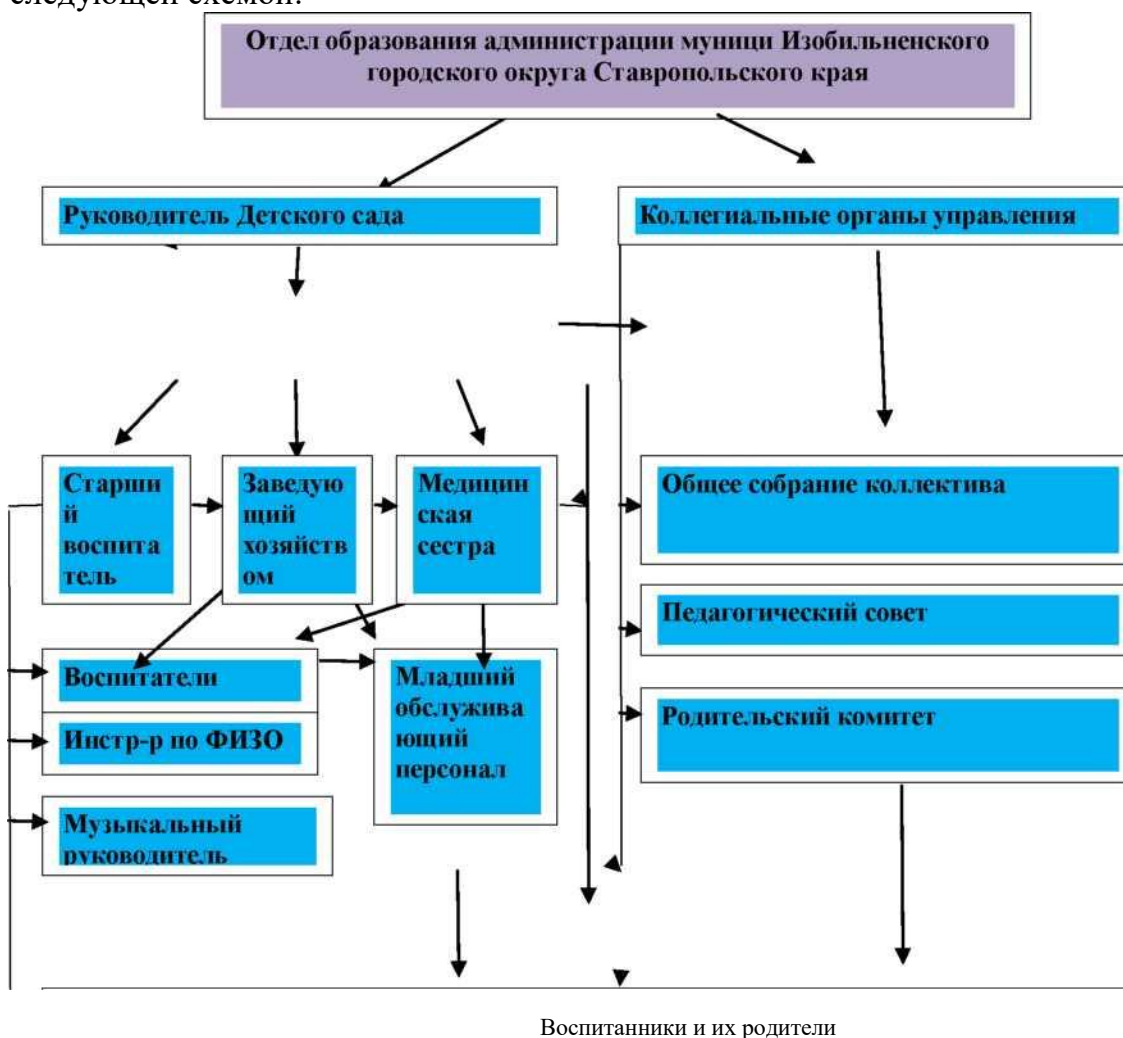 следующей схемой:
Отдел образования администрации муници Изобильненского
городского округа Ставропольского края
Руководитель Детского сада
Коллегиальные органы управления
Старши
й
воспита
тель
Заведую
щий
хозяйств
ом
Медицин
ская
сестра
Общее собрание коллектива
Педагогический совет
Воспитатели
Младший
обслужива
ющий
персонал
Родительский комитет
Инстр-р по ФИЗО
Музыкальный
руководитель
Воспитанники и их родители